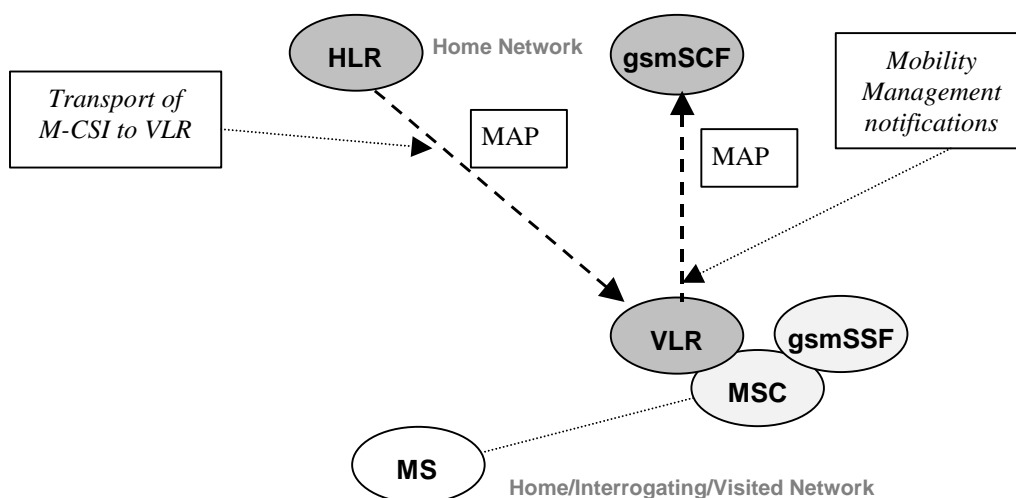 HLR
Home Network
gsmSCF
Mobility
Management
notifications
Transport of
M-CSI to VLR
MAP
MAP
VLR
gsmSSF
MSC
MS
Home/Interrogating/Visited Network